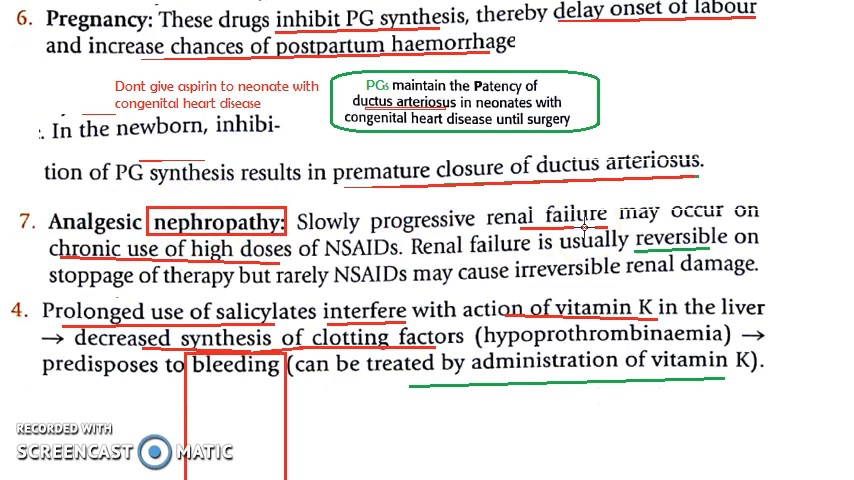 6. Pregnancy: These drugs inhibit PG synthesis, thereby delay onset of labour
and increase chances of postpartum haemorrhage
Dont give aspirin to neonate with
congenital heart disease
PGs maintain the Patency of
ductus arteriosus in neonates with
congenital heart disease until surgery
. In the newborn, inhibi-
tion of PG synthesis results in premature closure of ductus arteriosus.
7. Analgesic nephropathy: Slowly progressive renal failure may occur on
chronic use of high doses of NSAIDs. Renal failure is usually reversible on
stoppage of therapy but rarely NSAIDs may cause irreversible renal damage.
4. Prolonged use of salicylates interfere with action of vitamin K in the liver
→ decreased synthesis of clotting factors (hypoprothrombinaemia) →
predisposes to bleeding (can be treated by administration of vitamin K).
RECORDED WITH
SCREENCAST MATIC